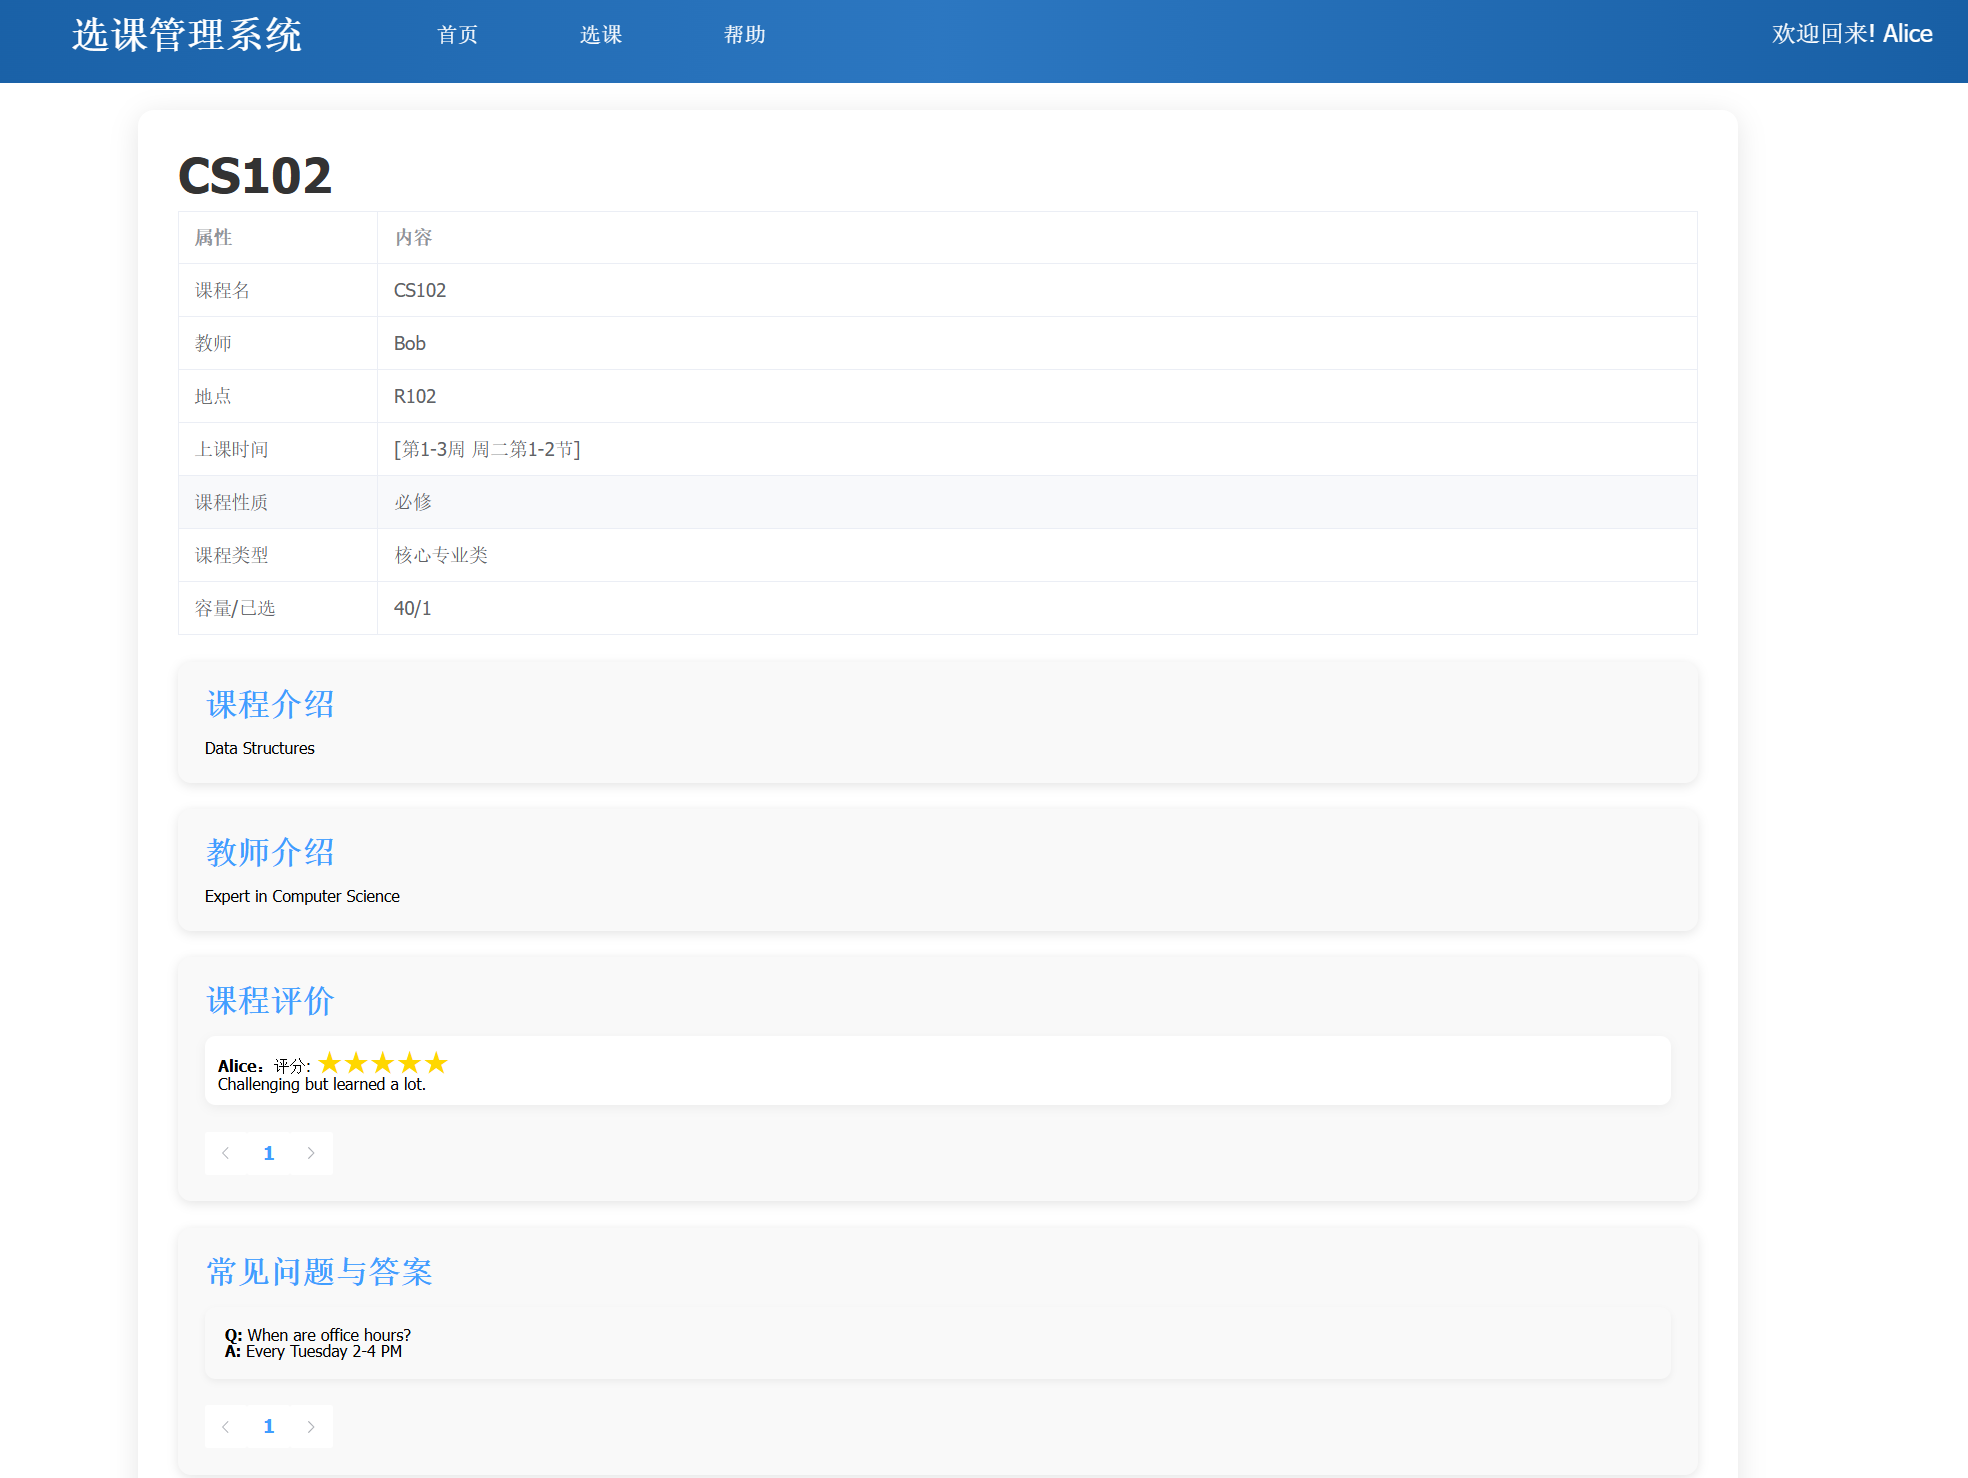 选课管理系统 首页 选课 帮助 欢迎回来! Alice
CS102
属性 内容
课程名 CS102
教师 Bob
地点 R102
上课时间 [第1-3周 周二第1-2节]
课程性质 必修
课程类型 核心专业类
容量/已选 40/1
课程介绍
Data Structures
教师介绍
Expert in Computer Science
课程评价
Alice：评分: ★★★★★
Challenging but learned a lot.
1
常见问题与答案
Q: When are office hours?
A: Every Tuesday 2-4 PM
1